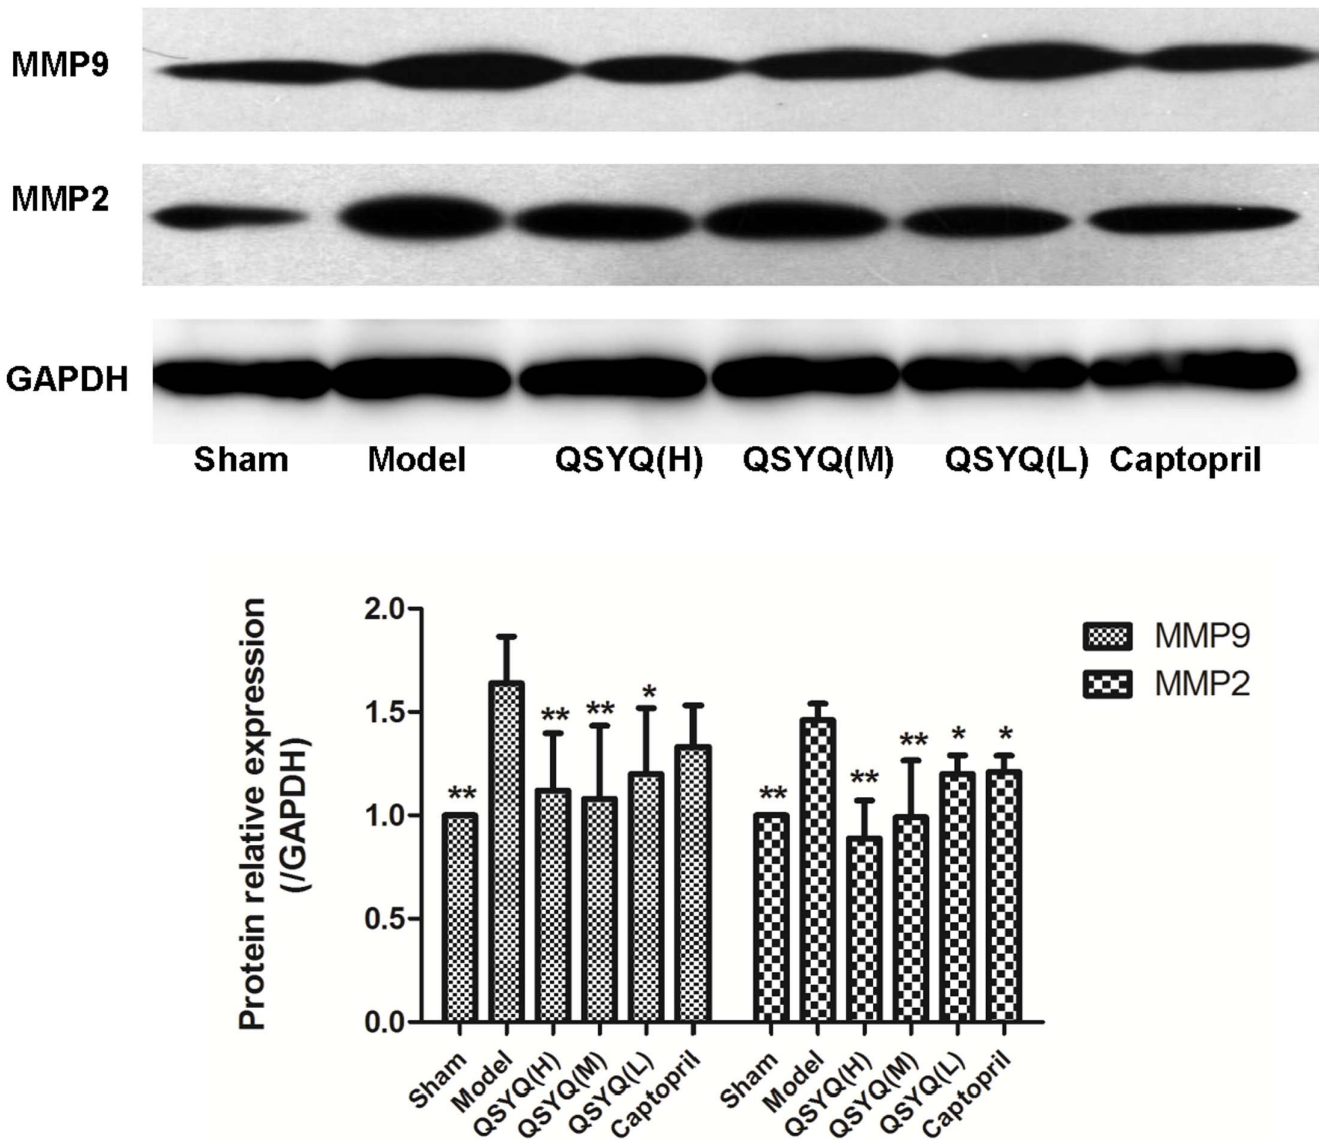 MMP9
MMP2
GAPDH
Sham Model QSYQ(H) QSYQ(M) QSYQ(L) Captopril
Protein relative expression
(/GAPDH)
2.0
1.5
1.0
0.5
0.0
** ** ** * ** ** ** * *
MMP9
MMP2
Sham Model QSYQ(H) QSYQ(M) QSYQ(L) Captopril Sham Model QSYQ(H) QSYQ(M) QSYQ(L) Captopril